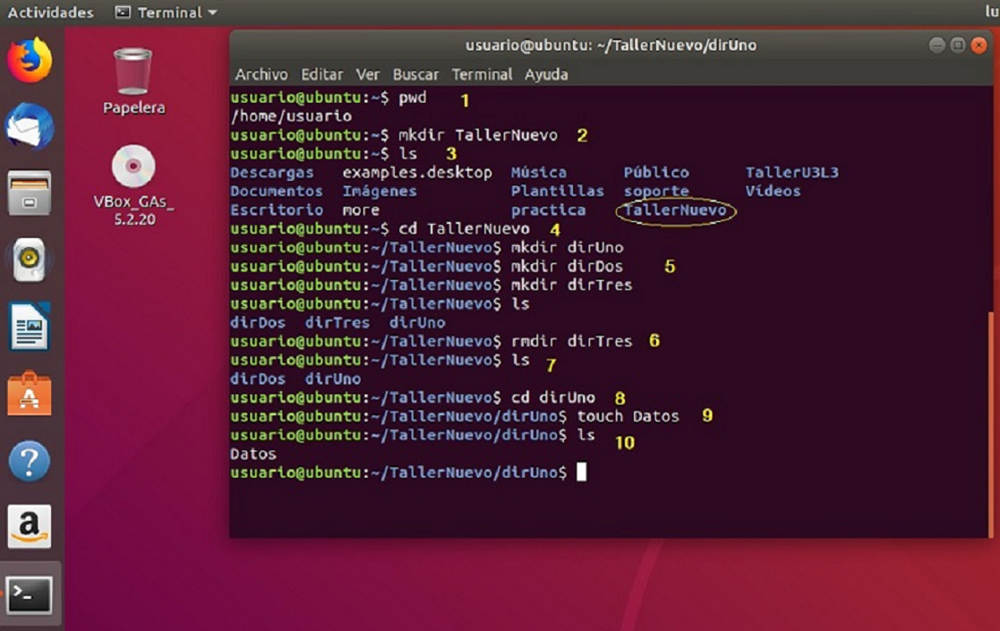 Actividades Terminal lu
Papelera
VBox_GAs_
5.2.20
usuario@ubuntu: ~/TallerNuevo/dirUno
Archivo Editar Ver Buscar Terminal Ayuda
usuario@ubuntu:~$ pwd 1
/home/usuario
usuario@ubuntu:~$ mkdir TallerNuevo 2
usuario@ubuntu:~$ ls 3
Descargas examples.desktop Música Público TallerU3L3
Documentos Imágenes Plantillas soporte Vídeos
Escritorio more practica TallerNuevo
usuario@ubuntu:~$ cd TallerNuevo 4
usuario@ubuntu:~/TallerNuevo$ mkdir dirUno
usuario@ubuntu:~/TallerNuevo$ mkdir dirDos 5
usuario@ubuntu:~/TallerNuevo$ mkdir dirTres
usuario@ubuntu:~/TallerNuevo$ ls
dirDos dirTres dirUno
usuario@ubuntu:~/TallerNuevo$ rmdir dirTres 6
usuario@ubuntu:~/TallerNuevo$ ls 7
dirDos dirUno
usuario@ubuntu:~/TallerNuevo$ cd dirUno 8
usuario@ubuntu:~/TallerNuevo/dirUno$ touch Datos 9
usuario@ubuntu:~/TallerNuevo/dirUno$ ls 10
Datos
usuario@ubuntu:~/TallerNuevo/dirUno$